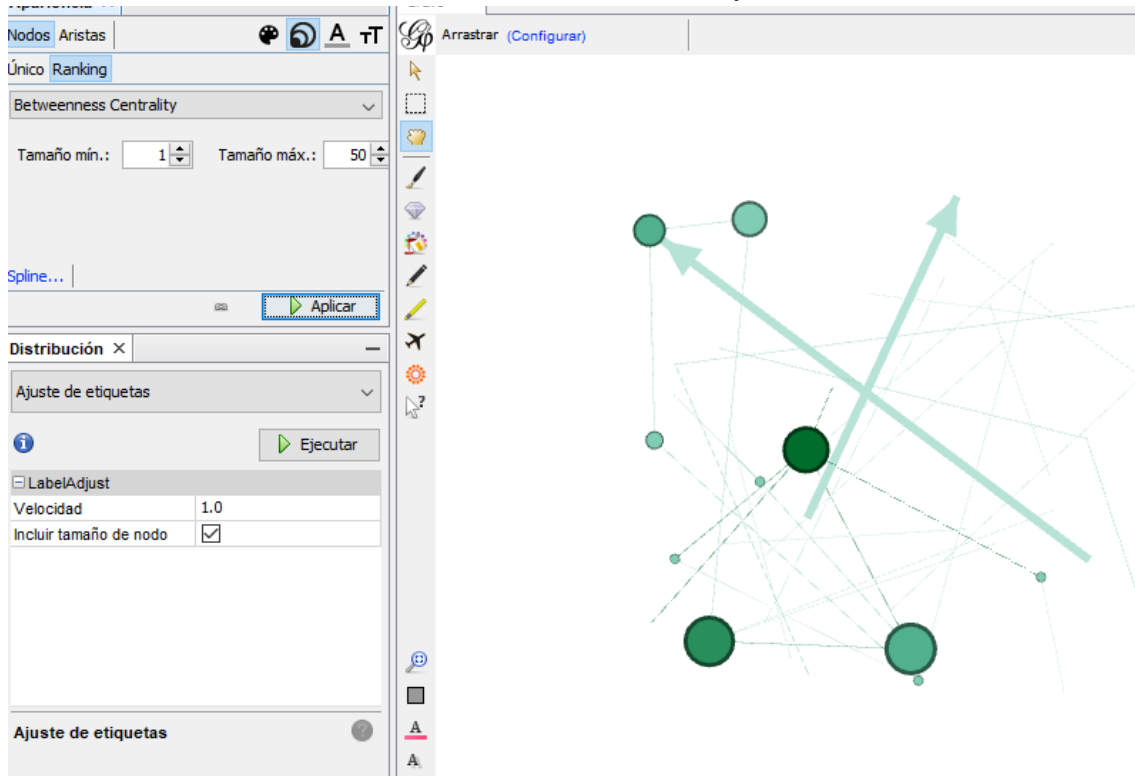 Nodos Aristas A TT
Arrastrar (Configurar)
Único Ranking
Betweenness Centrality
Tamaño mín.: 1 Tamaño máx.: 50
Spline...
Aplicar
Distribución
Ajuste de etiquetas
Ejecutar
LabelAdjust
Velocidad 1.0
Incluir tamaño de nodo
Ajuste de etiquetas ?
A
A